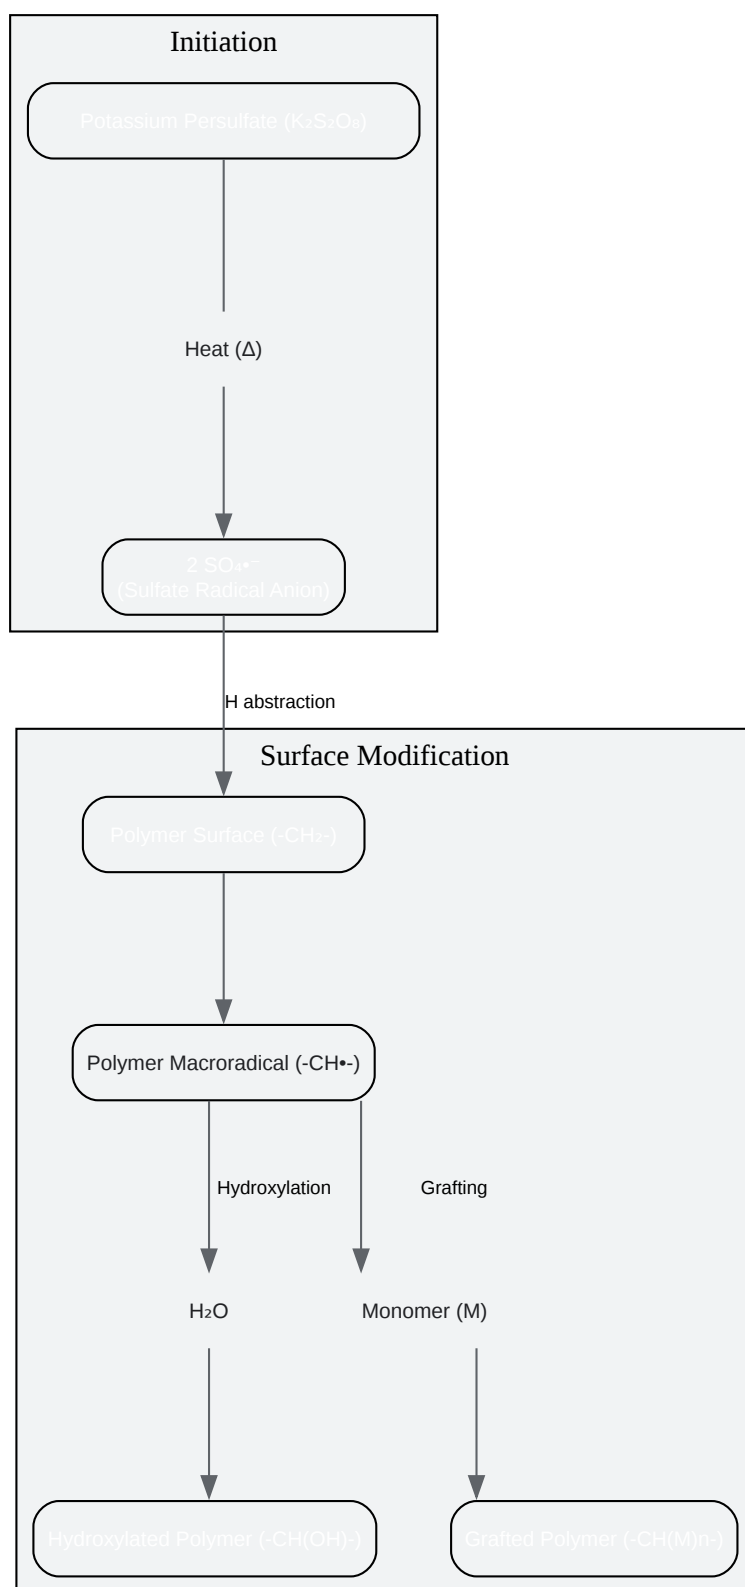 Initiation
Potassium Persulfate (K₂S₂O₈)
Heat (Δ)
2 SO₄•⁻
(Sulfate Radical Anion)
H abstraction
Surface Modification
Polymer Surface (-CH₂-)
Polymer Macroradical (-CH•-)
Hydroxylation
Grafting
H₂O
Monomer (M)
Hydroxylated Polymer (-CH(OH)-)
Grafted Polymer (-CH(M)n-)